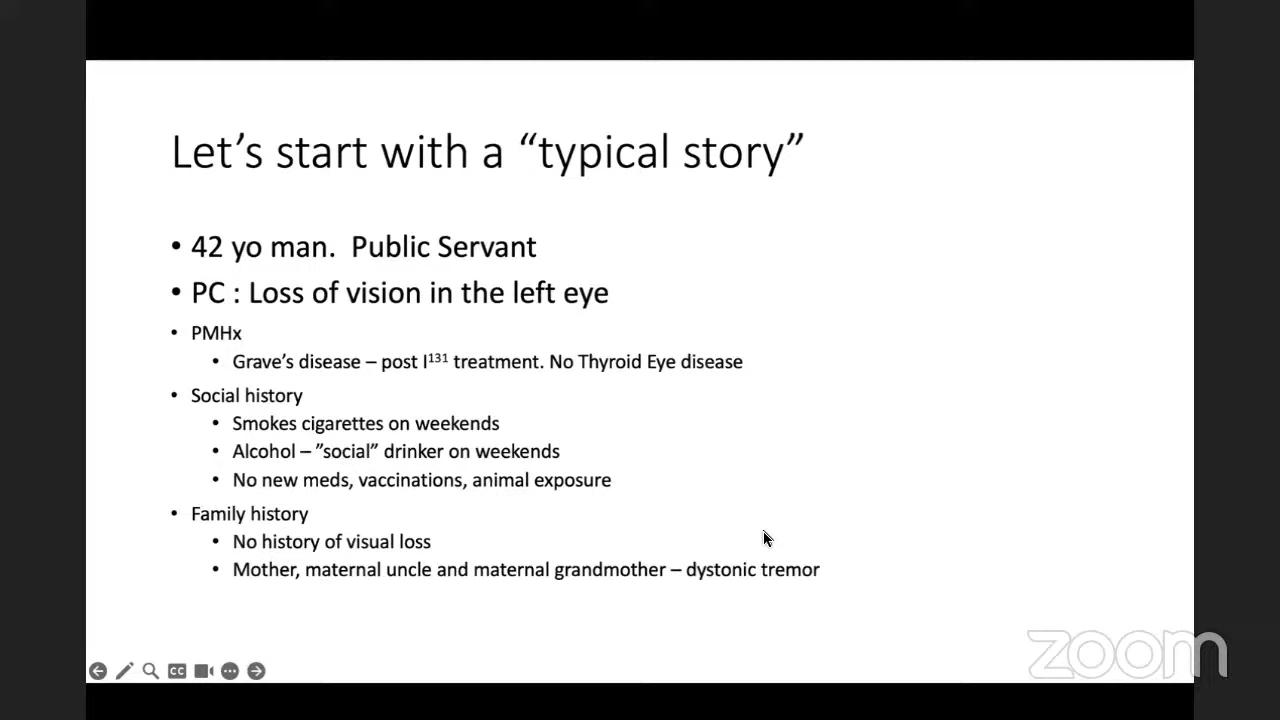 Let’s start with a “typical story”
• 42 yo man.  Public Servant
• PC : Loss of vision in the left eye
• PMHx
• Grave’s disease – post I¹³¹ treatment. No Thyroid Eye disease
• Social history
• Smokes cigarettes on weekends
• Alcohol – ”social” drinker on weekends
• No new meds, vaccinations, animal exposure
• Family history
• No history of visual loss
• Mother, maternal uncle and maternal grandmother – dystonic tremor
CC
zoom